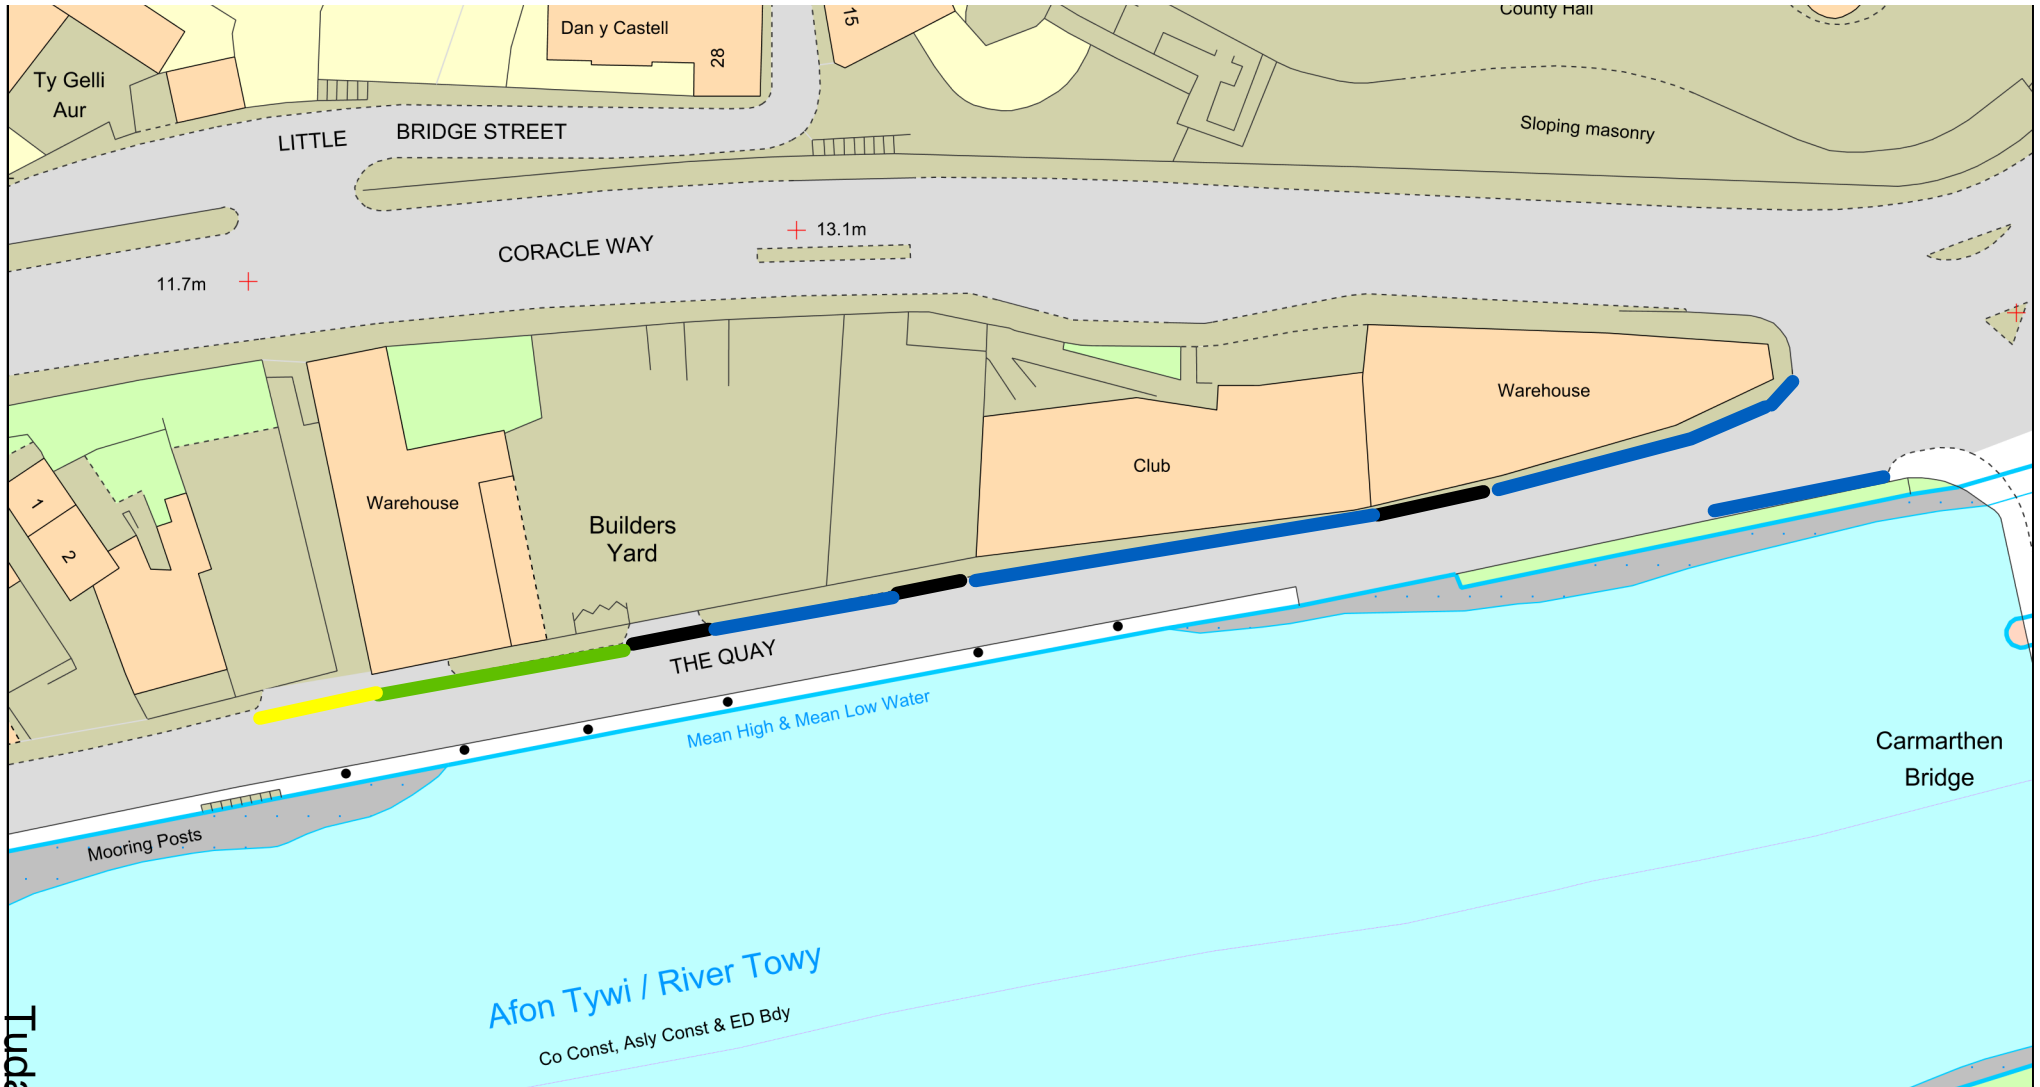 County Hall
15
Dan y Castell
28
Ty Gelli
Aur
LITTLE BRIDGE STREET
Sloping masonry
13.1m
CORACLE WAY
11.7m
Warehouse
Club
Warehouse
1
2
Builders
Yard
THE QUAY
Mean High & Mean Low Water
Carmarthen
Bridge
Mooring Posts
Afon Tywi / River Towy
Co Const, Asly Const & ED Bdy